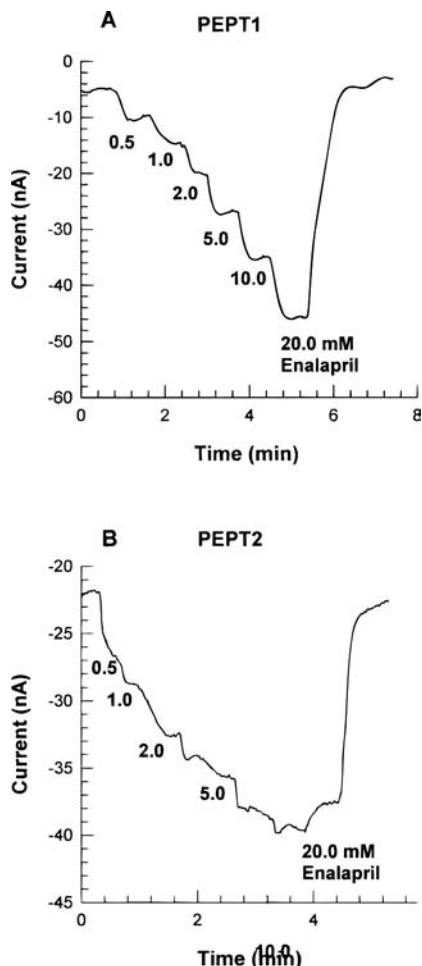 A
PEPT1
0
-10
-20
-30
-40
-50
-60
Current (nA)
0.5
1.0
2.0
5.0
10.0
20.0 mM
Enalapril
0 2 4 6 8
Time (min)
B
PEPT2
-20
-25
-30
-35
-40
-45
Current (nA)
0.5
1.0
2.0
5.0
20.0 mM
Enalapril
0 2 4
10.0
Time (min)